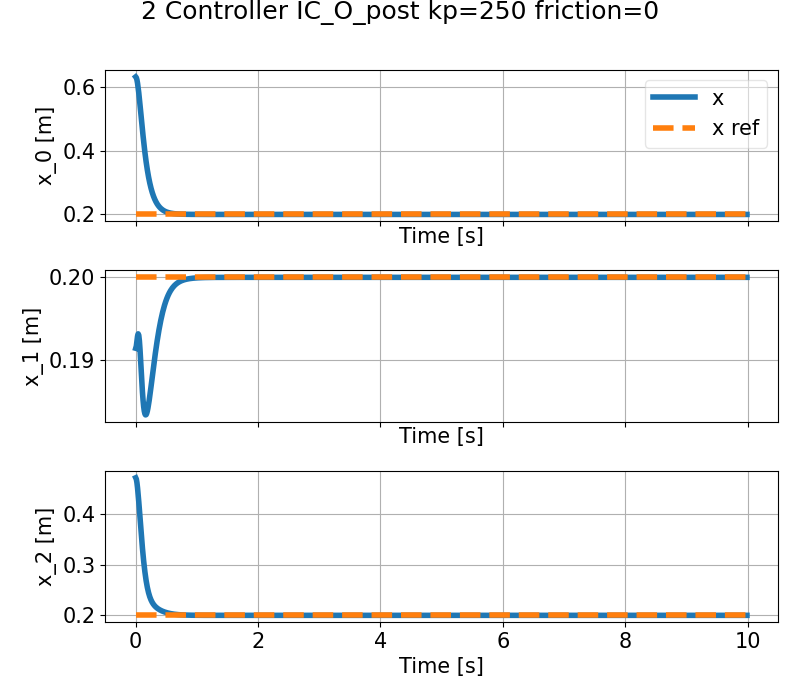 2 Controller IC_O_post kp=250 friction=0
0.6
0.4
0.2
x_0 [m]
x
x ref
Time [s]
0.20
0.19
x_1 [m]
Time [s]
0.4
0.3
0.2
x_2 [m]
0 2 4 6 8 10
Time [s]